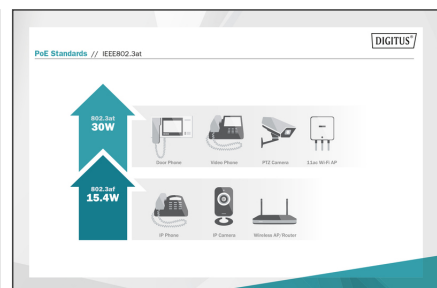 DIGITUS®
PoE Standards // IEEE802.3at
802.3at
30W
Door Phone Video Phone PTZ Camera 11ac Wi-Fi AP
802.3af
15.4W
IP Phone IP Camera Wireless AP/Router